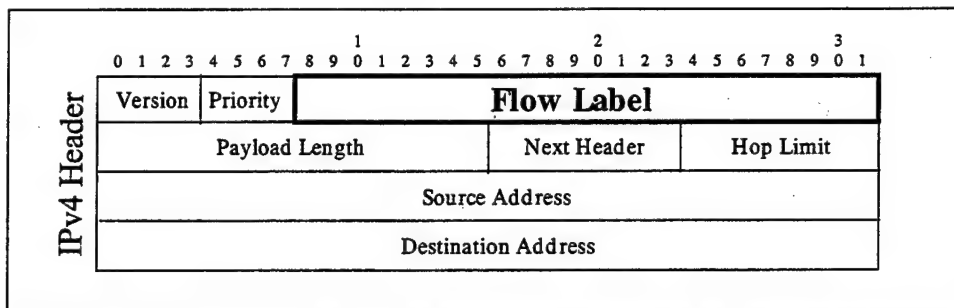 1 2 3
0 1 2 3 4 5 6 7 8 9 0 1 2 3 4 5 6 7 8 9 0 1 2 3 4 5 6 7 8 9 0 1
Version Priority Flow Label
Payload Length Next Header Hop Limit
Source Address
Destination Address
IPv4 Header